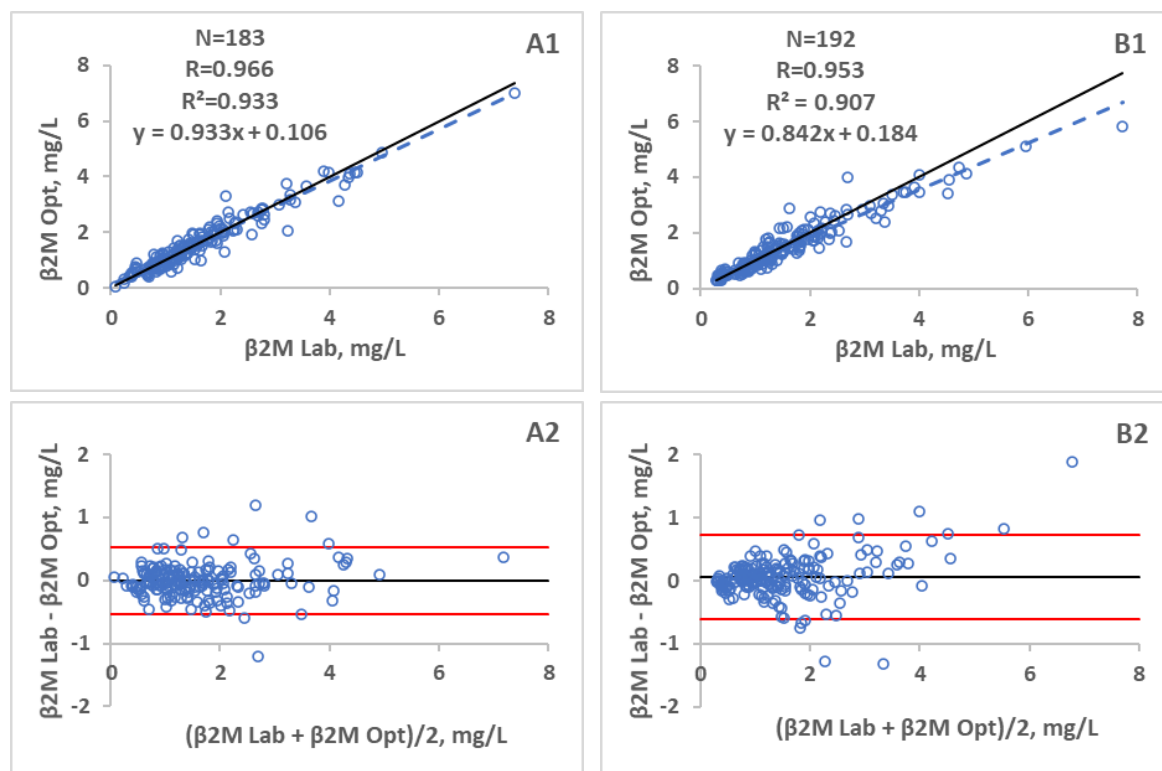 N=183
R=0.966
R²=0.933
y = 0.933x + 0.106
A1
8
6
4
2
0
0 2 4 6 8
β2M Opt, mg/L
β2M Lab, mg/L
N=192
R=0.953
R² = 0.907
y = 0.842x + 0.184
B1
8
6
4
2
0
0 2 4 6 8
β2M Opt, mg/L
β2M Lab, mg/L
A2
2
1
0
-1
-2
0 2 4 6 8
β2M Lab - β2M Opt, mg/L
(β2M Lab + β2M Opt)/2, mg/L
B2
2
1
0
-1
-2
0 2 4 6 8
β2M Lab - β2M Opt, mg/L
(β2M Lab + β2M Opt)/2, mg/L